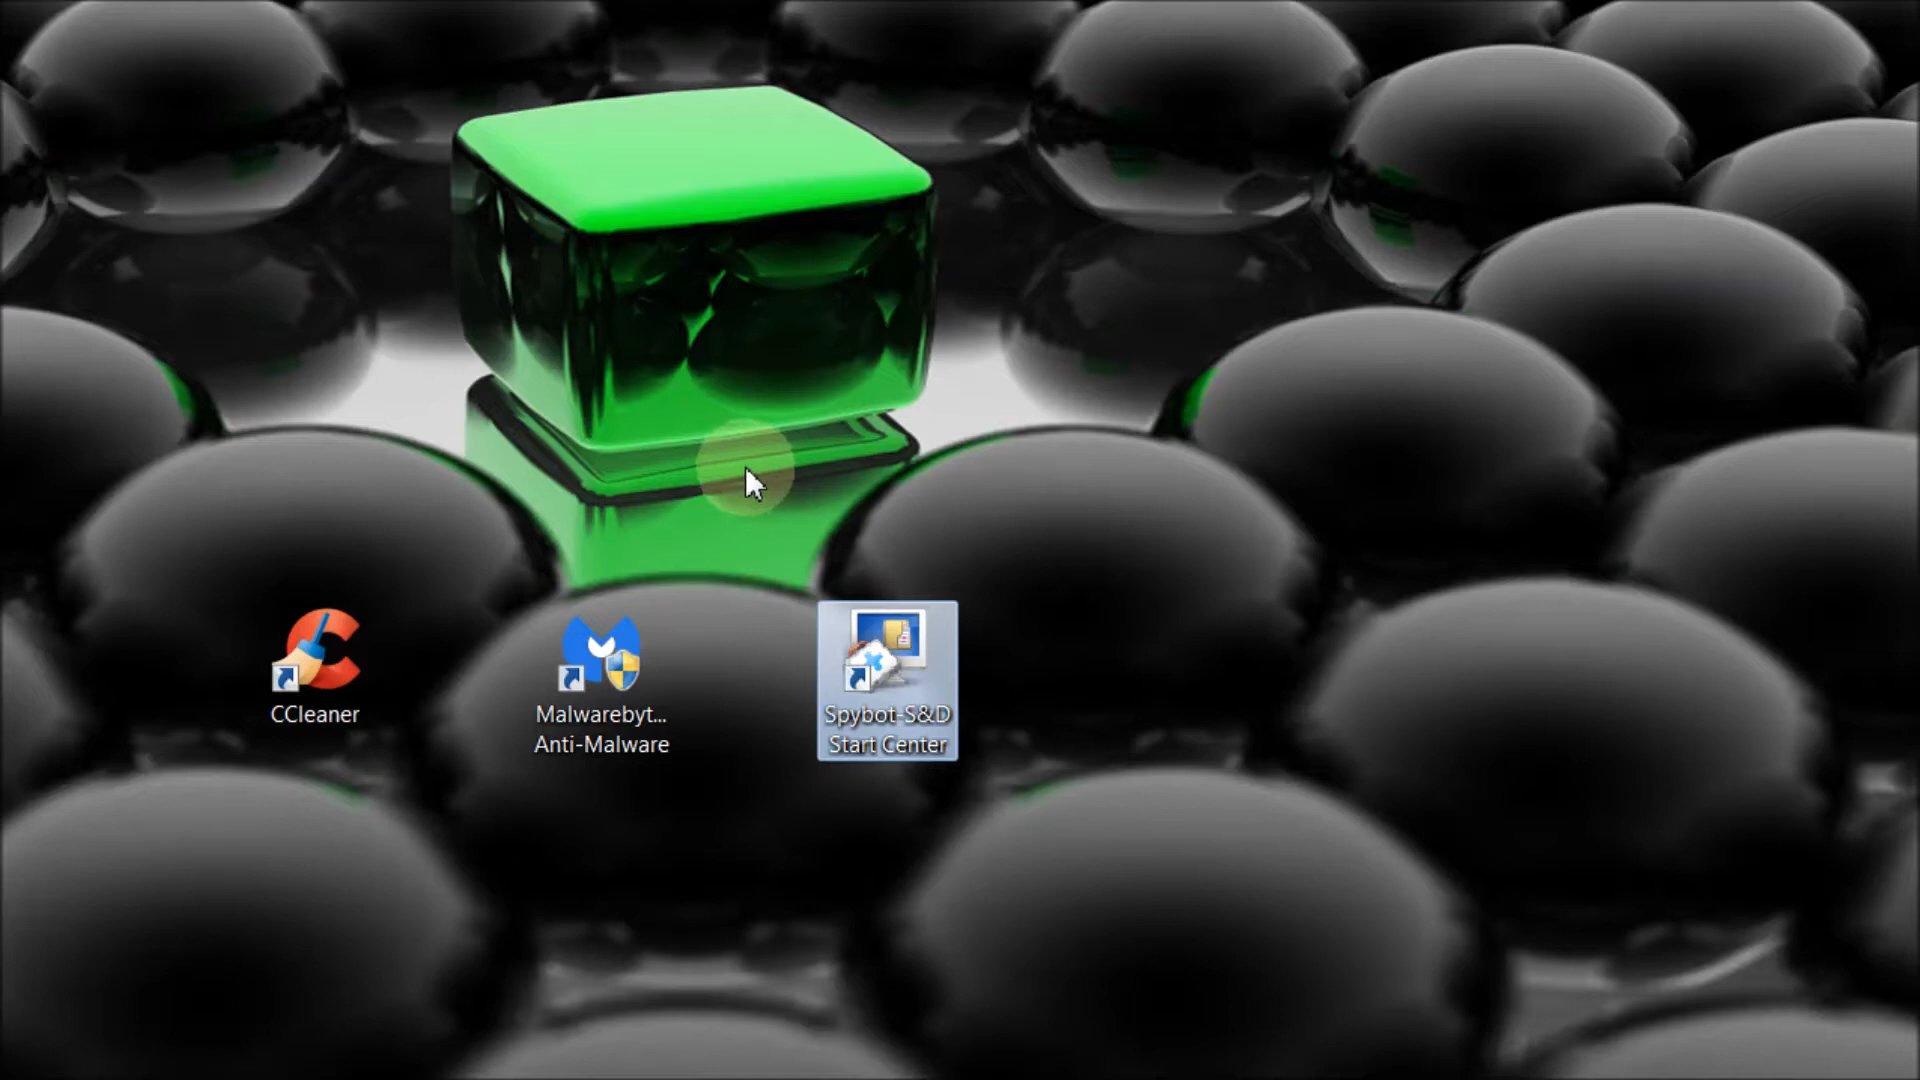 CCleaner
Malwarebyt...
Anti-Malware
Spybot-S&D
Start Center